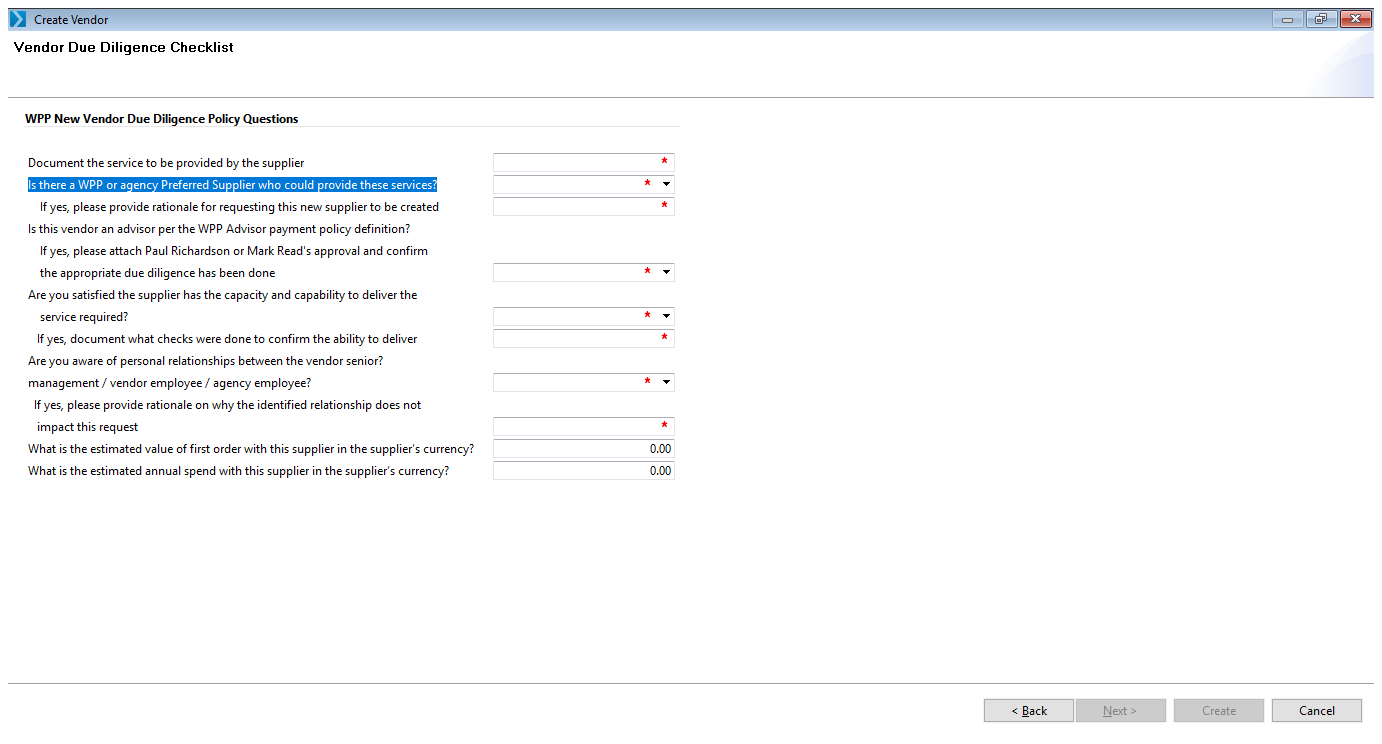 Create Vendor
Vendor Due Diligence Checklist
WPP New Vendor Due Diligence Policy Questions
Document the service to be provided by the supplier *
Is there a WPP or agency Preferred Supplier who could provide these services? *
If yes, please provide rationale for requesting this new supplier to be created *
Is this vendor an advisor per the WPP Advisor payment policy definition?
If yes, please attach Paul Richardson or Mark Read's approval and confirm
the appropriate due diligence has been done *
Are you satisfied the supplier has the capacity and capability to deliver the
service required? *
If yes, document what checks were done to confirm the ability to deliver *
Are you aware of personal relationships between the vendor senior?
management / vendor employee / agency employee? *
If yes, please provide rationale on why the identified relationship does not
impact this request *
What is the estimated value of first order with this supplier in the supplier's currency? 0.00
What is the estimated annual spend with this supplier in the supplier's currency? 0.00
< Back Next > Create Cancel